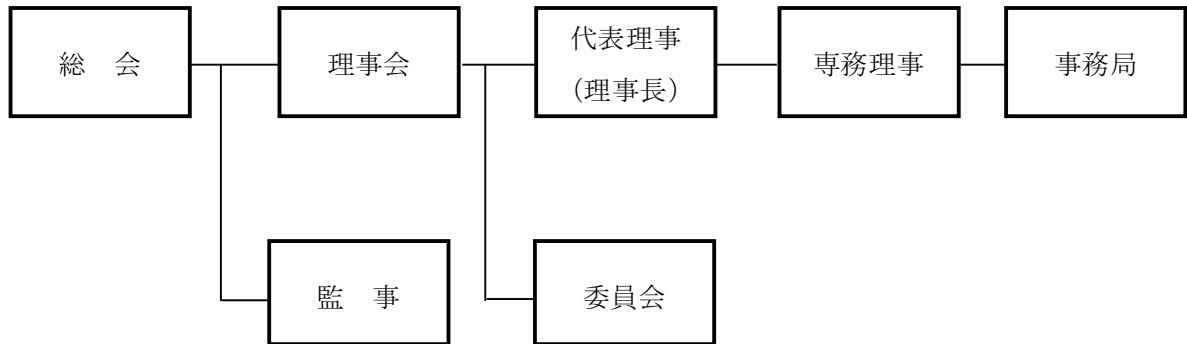 総　会
理事会
代表理事
（理事長）
専務理事
事務局
監　事
委員会